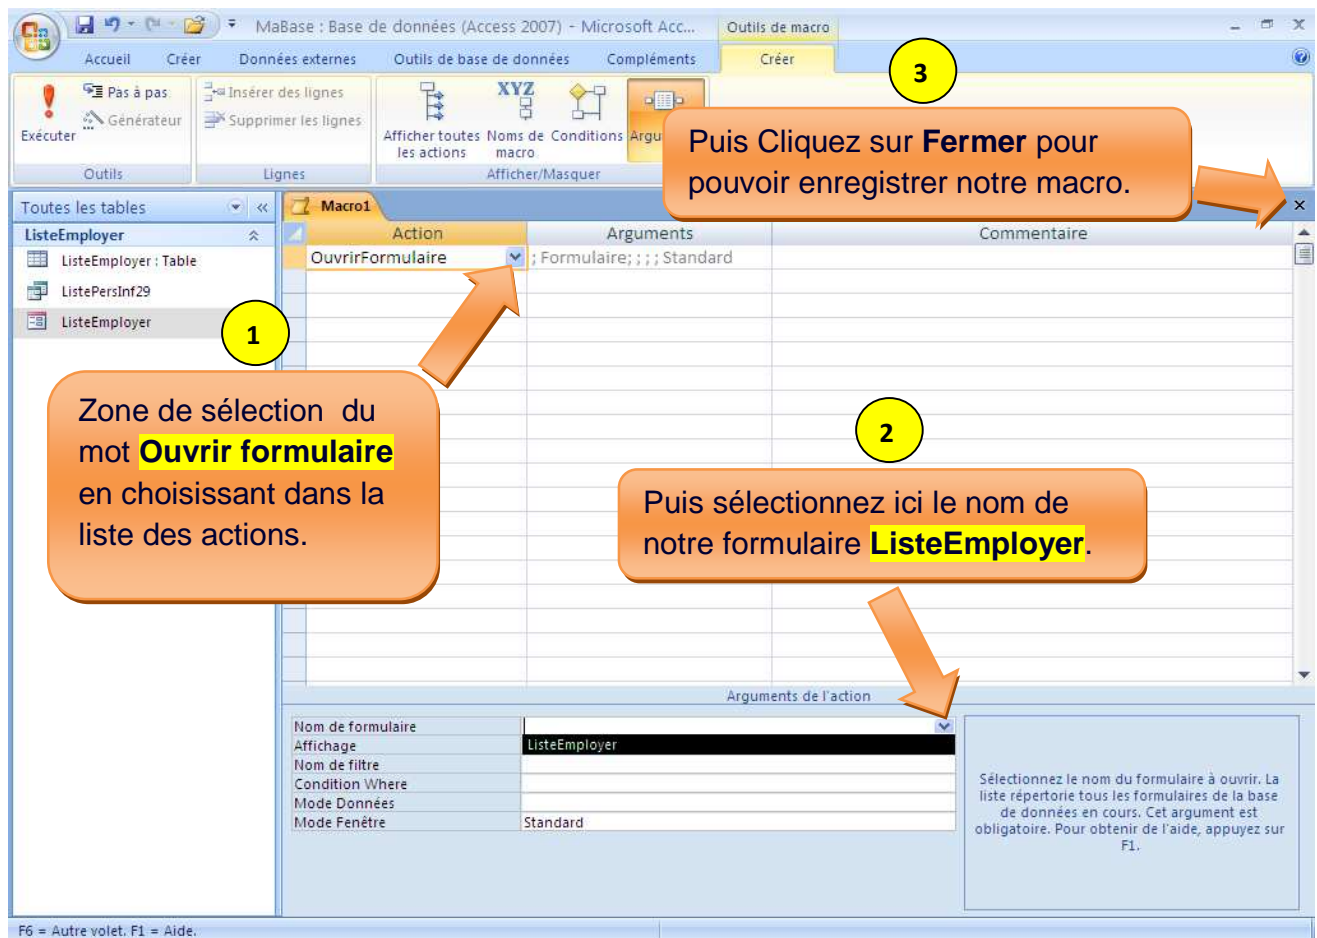 MaBase : Base de données (Access 2007) - Microsoft Acc...
Outils de macro
Accueil
Créer
Données externes
Outils de base de données
Compléments
Créer
3
Exécuter
Pas à pas
Générateur
Outils
Insérer des lignes
Supprimer les lignes
Lignes
Afficher toutes
les actions
XYZ
Noms de
macro
Conditions
Argu
Afficher/Masquer
Puis Cliquez sur Fermer pour
pouvoir enregistrer notre macro.
Toutes les tables
ListeEmployer
ListeEmployer : Table
ListePersInf29
ListeEmployer
Macro1
Action
Arguments
Commentaire
OuvrirFormulaire
; Formulaire; ; ; ; Standard
1
Zone de sélection du
mot Ouvrir formulaire
en choisissant dans la
liste des actions.
2
Puis sélectionnez ici le nom de
notre formulaire ListeEmployer.
Arguments de l'action
Nom de formulaire
Affichage
ListeEmployer
Nom de filtre
Condition Where
Mode Données
Mode Fenêtre
Standard
Sélectionnez le nom du formulaire à ouvrir. La
liste répertorie tous les formulaires de la base
de données en cours. Cet argument est
obligatoire. Pour obtenir de l'aide, appuyez sur
F1.
F6 = Autre volet. F1 = Aide.